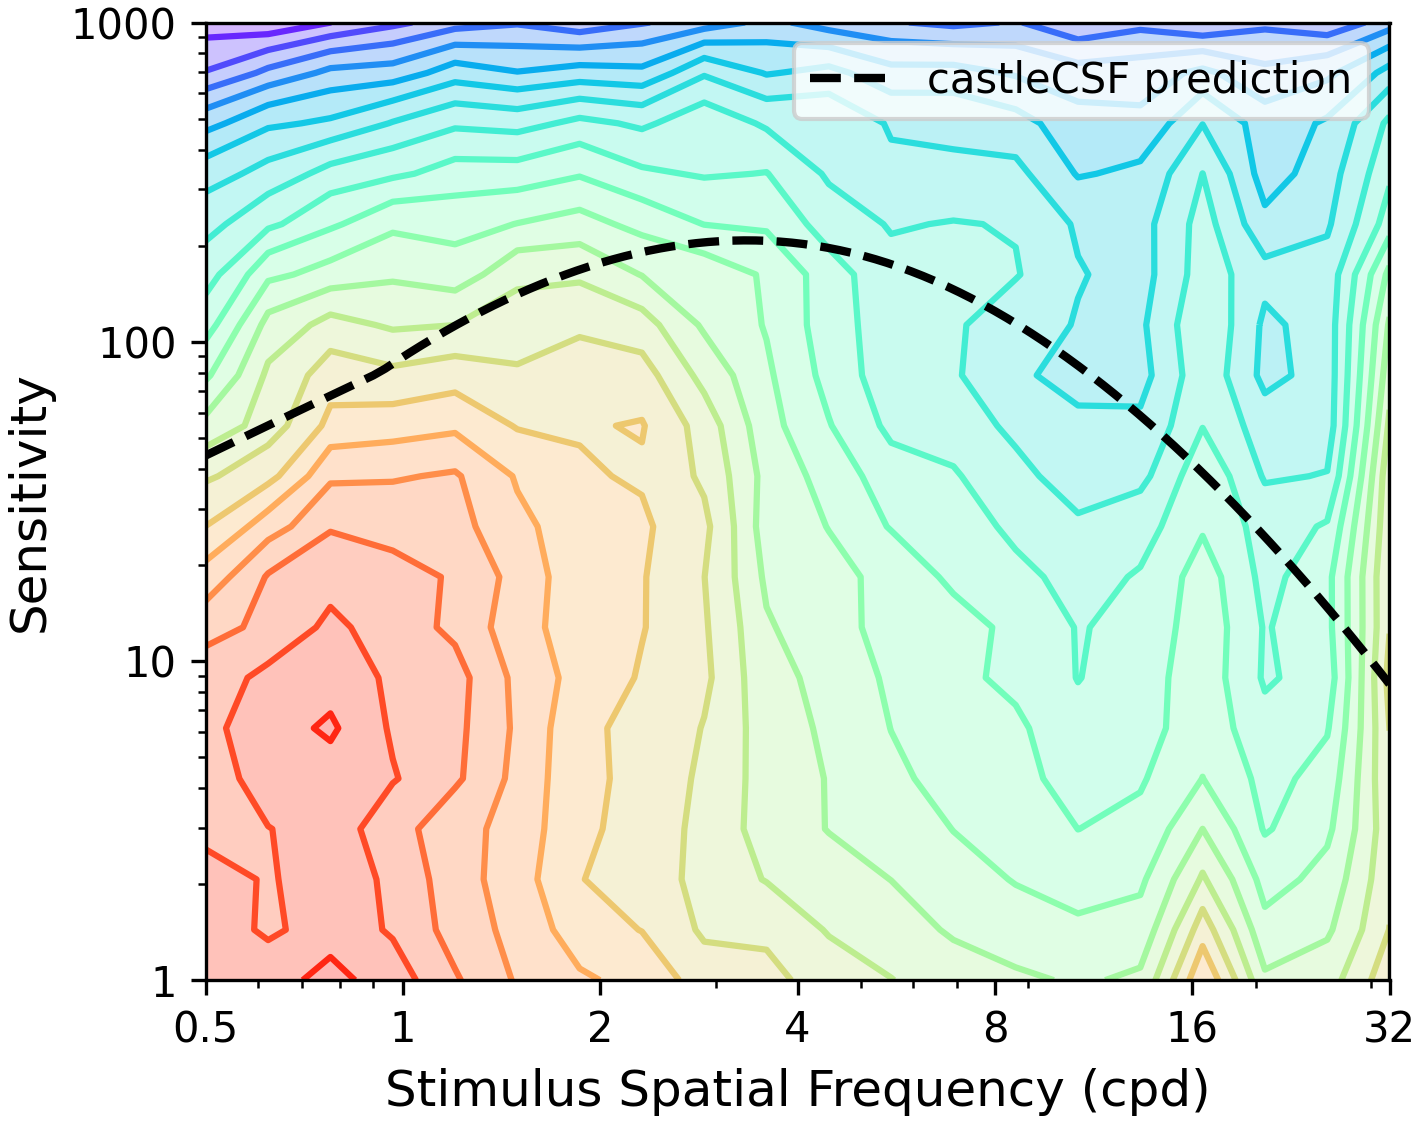 1000
100
10
1
Sensitivity
castleCSF prediction
0.5 1 2 4 8 16 32
Stimulus Spatial Frequency (cpd)